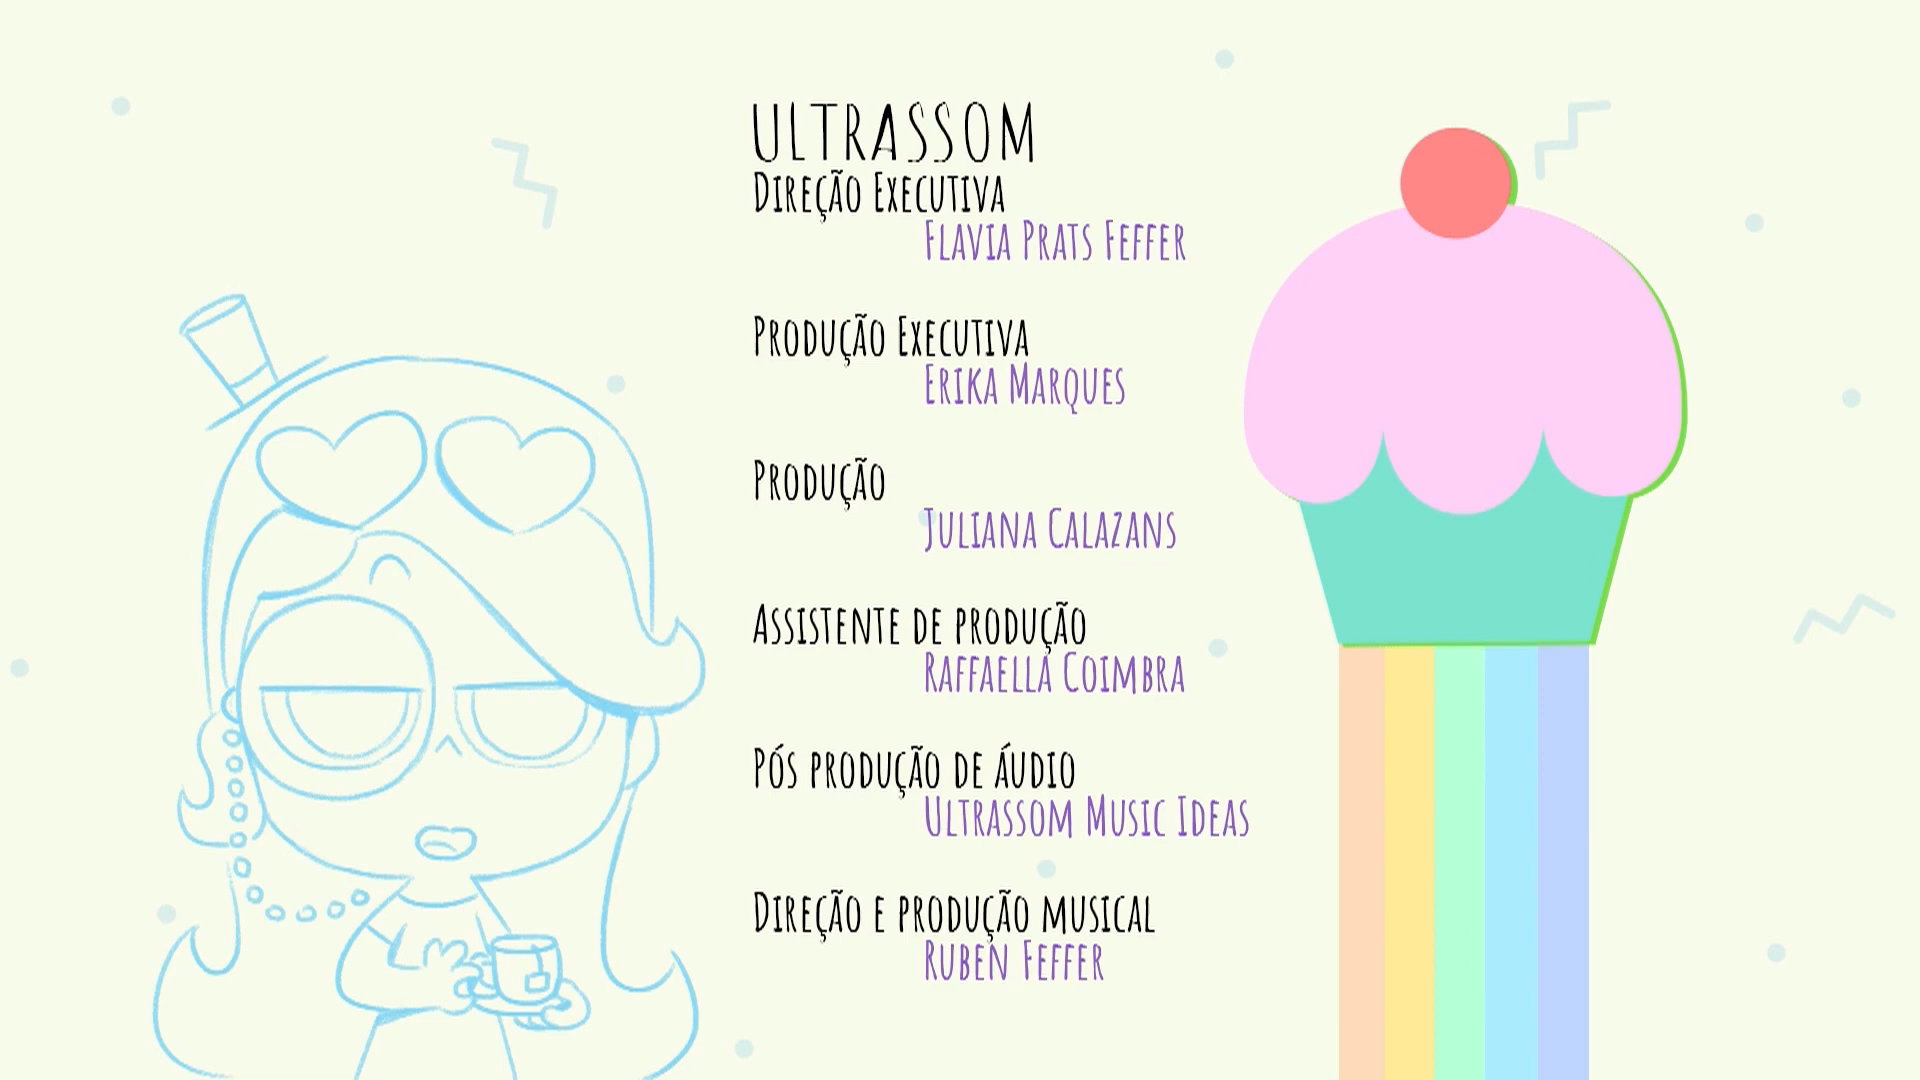 ULTRASSOM
Direção Executiva
Flavia Prats Feffer
Produção Executiva
Erika Marques
Produção
Juliana Calazans
Assistente de produção
Raffaella Coimbra
Pós produção de áudio
Ultrassom Music Ideas
Direção e produção musical
Ruben Feffer